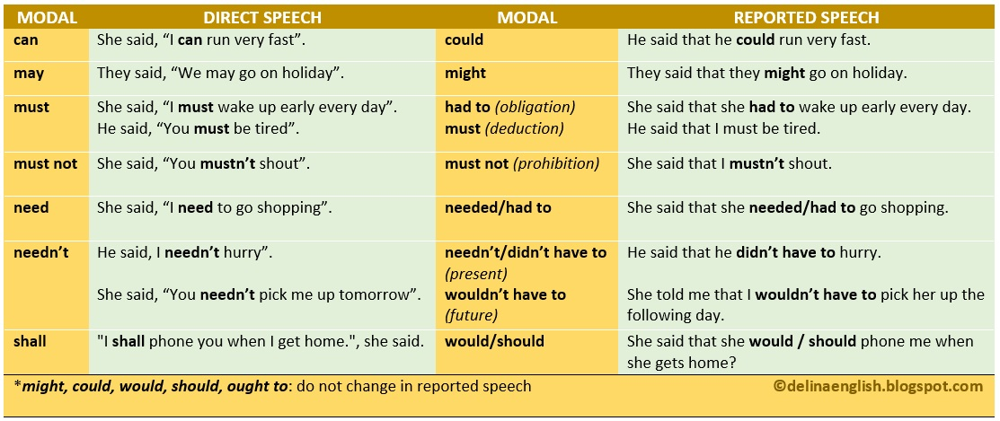 MODAL DIRECT SPEECH MODAL REPORTED SPEECH
can She said, “I can run very fast”. could He said that he could run very fast.
may They said, “We may go on holiday”. might They said that they might go on holiday.
must She said, “I must wake up early every day”. had to (obligation) She said that she had to wake up early every day.
He said, “You must be tired”. must (deduction) He said that I must be tired.
must not She said, “You mustn’t shout”. must not (prohibition) She said that I mustn’t shout.
need She said, “I need to go shopping”. needed/had to She said that she needed/had to go shopping.
needn’t He said, I needn’t hurry”. needn’t/didn’t have to He said that he didn’t have to hurry.
(present)
She said, “You needn’t pick me up tomorrow”. wouldn’t have to She told me that I wouldn’t have to pick her up the
(future) following day.
shall "I shall phone you when I get home.", she said. would/should She said that she would / should phone me when
she gets home?
*might, could, would, should, ought to: do not change in reported speech ©delinaenglish.blogspot.com